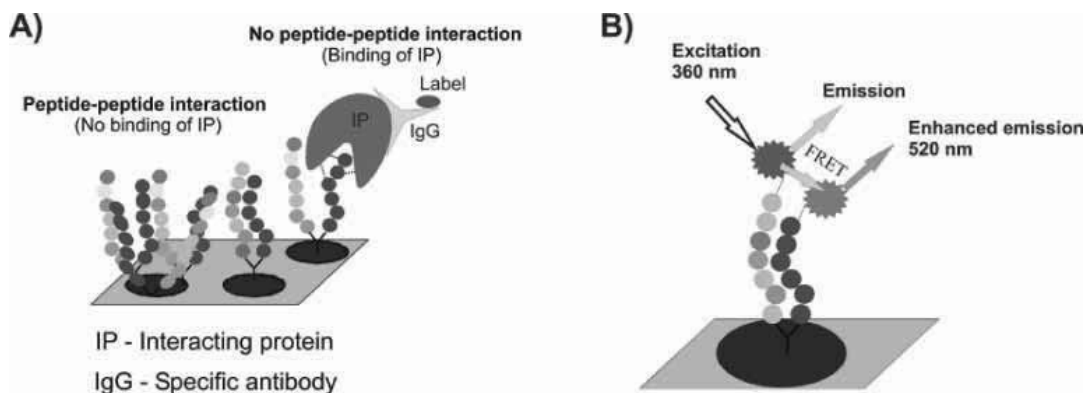 A)
No peptide-peptide interaction
(Binding of IP)
Label
IP
IgG
Peptide-peptide interaction
(No binding of IP)
IP - Interacting protein
IgG - Specific antibody
B)
Excitation
360 nm
Emission
Enhanced emission
520 nm
FRET